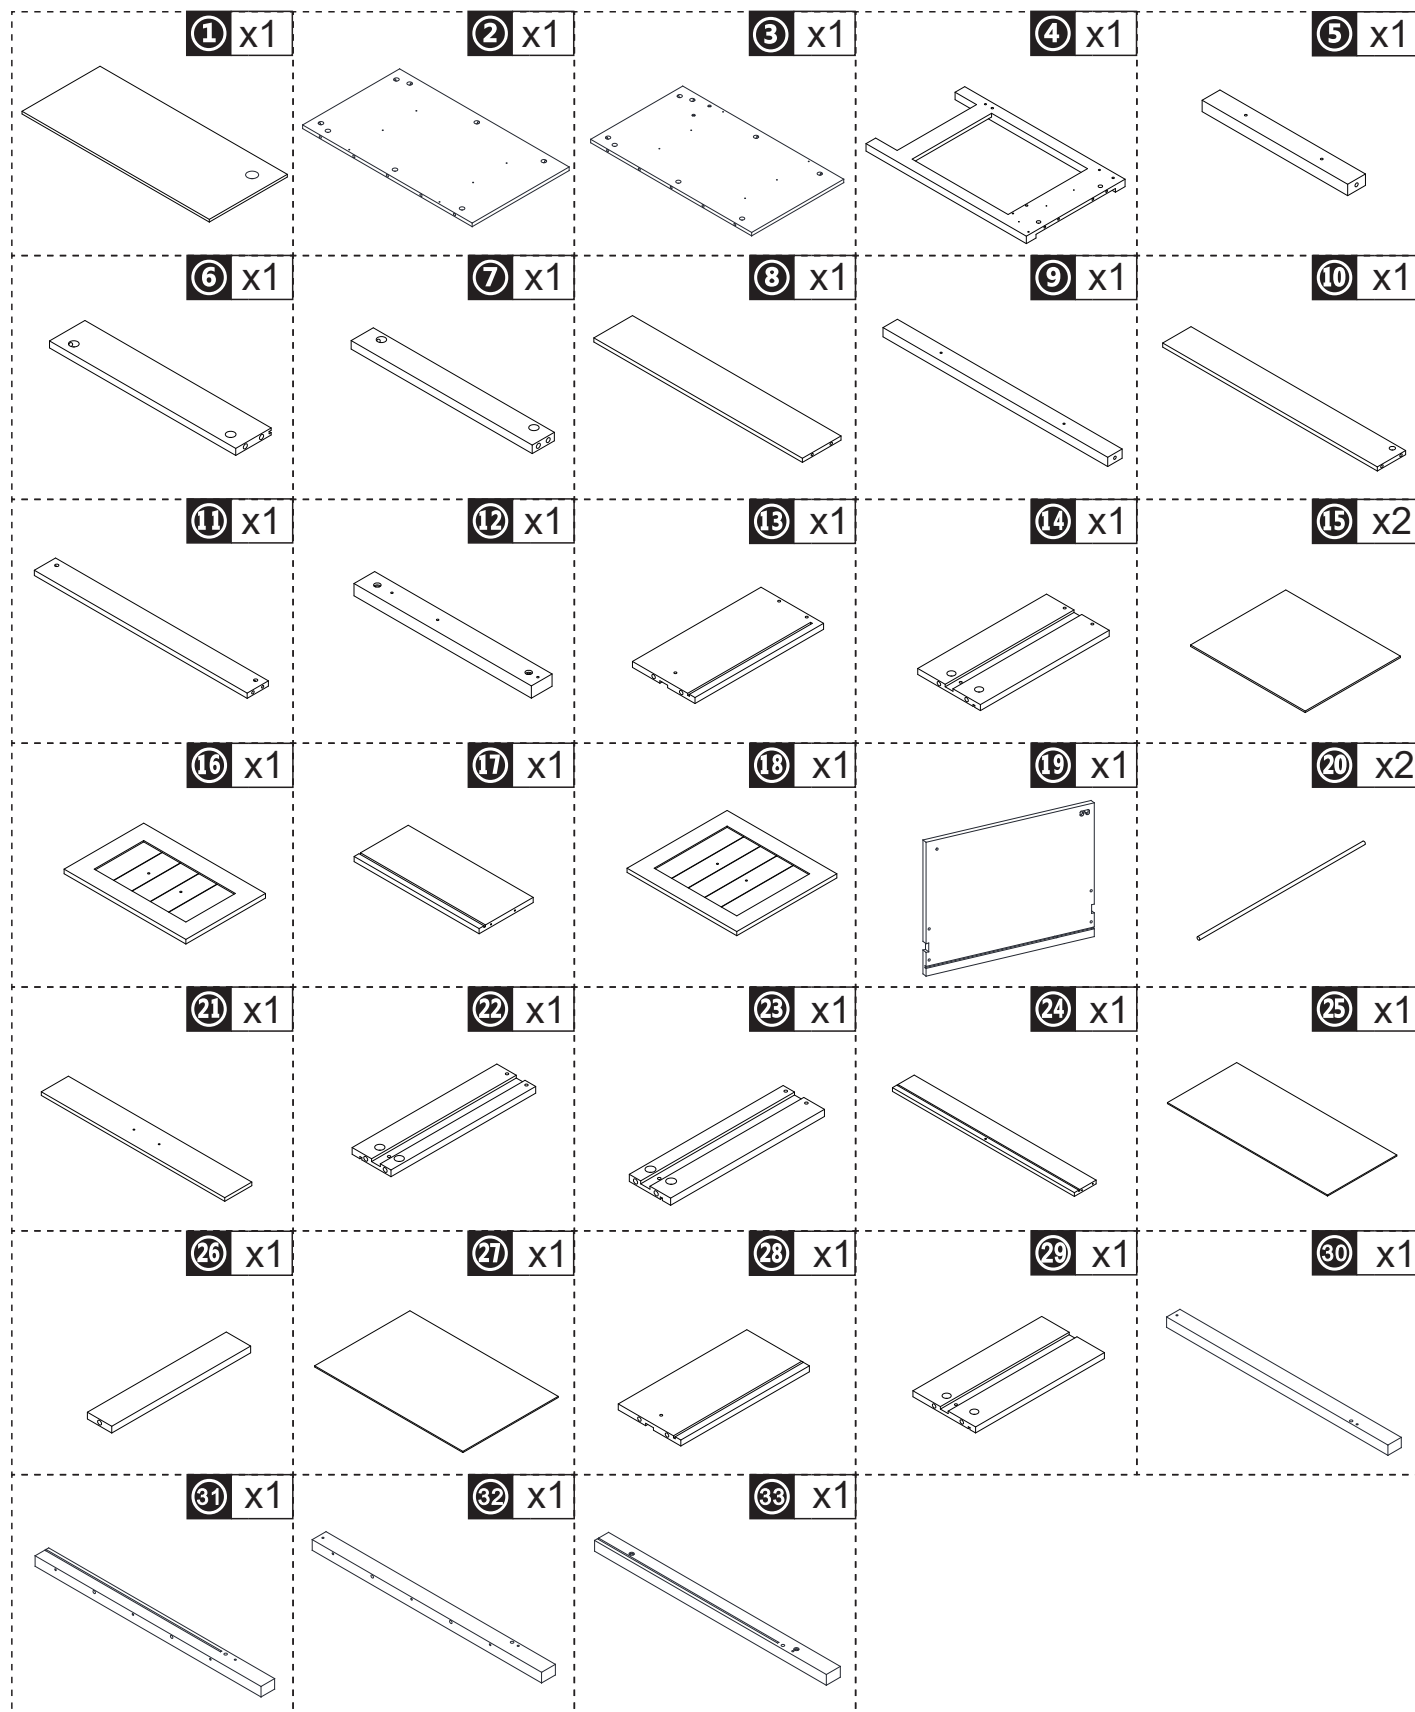 ① x1 ② x1 ③ x1 ④ x1 ⑤ x1
⑥ x1 ⑦ x1 ⑧ x1 ⑨ x1 ⑩ x1
⑪ x1 ⑫ x1 ⑬ x1 ⑭ x1 ⑮ x2
⑯ x1 ⑰ x1 ⑱ x1 ⑲ x1 ⑳ x2
㉑ x1 ㉒ x1 ㉓ x1 ㉔ x1 ㉕ x1
㉖ x1 ㉗ x1 ㉘ x1 ㉙ x1 ㉚ x1
㉛ x1 ㉜ x1 ㉝ x1